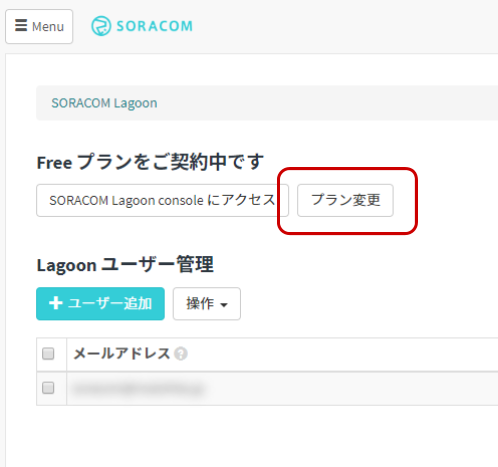 Menu
SORACOM
SORACOM Lagoon
Free プランをご契約中です
SORACOM Lagoon console にアクセス
プラン変更
Lagoon ユーザー管理
ユーザー追加
操作
メールアドレス